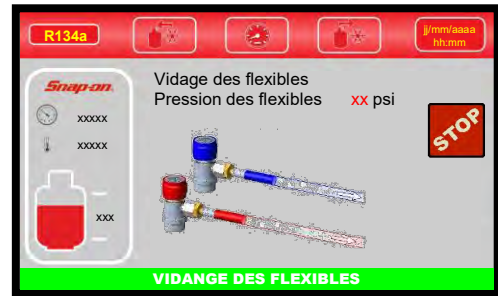 R134a
jj/mm/aaaa
hh:mm
Snap-on
xxxxx
xxxxx
xxx
Vidage des flexibles
Pression des flexibles xx psi
STOP
VIDANGE DES FLEXIBLES